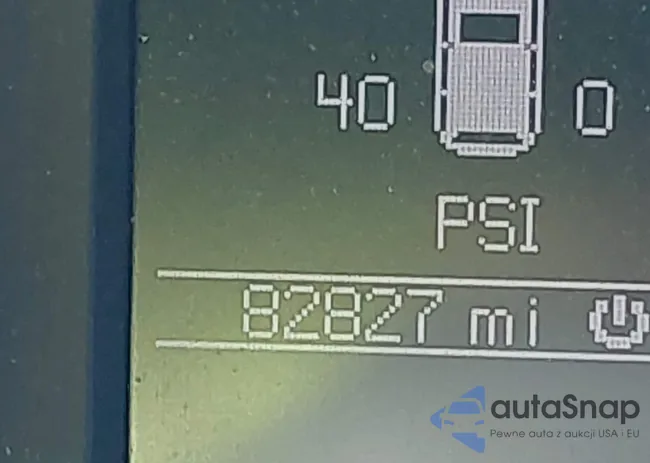 40 0
PSI
82827 mi
autaSnap
Pewne auta z aukcji USA i EU